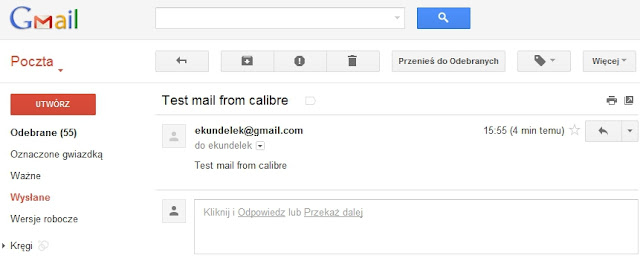 Gmail
Poczta
Przenieś do Odebranych
Więcej
UTWÓRZ
Odebrane (55)
Oznaczone gwiazdką
Ważne
Wysłane
Wersje robocze
Kręgi
Test mail from calibre
ekundelek@gmail.com 15:55 (4 min temu)
do ekundelek
Test mail from calibre
Kliknij i Odpowiedz lub Przekaż dalej